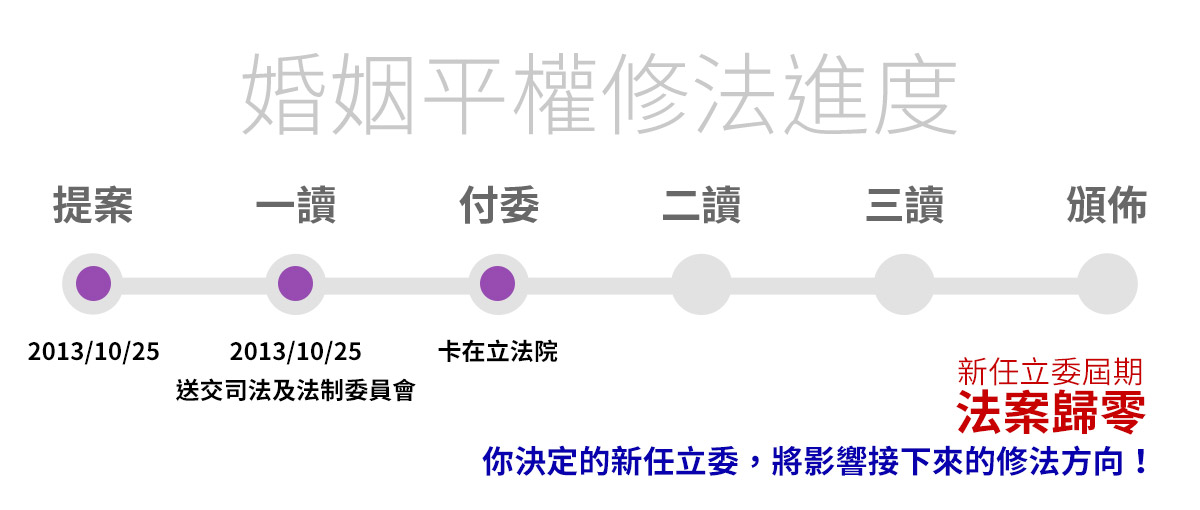 婚姻平權修法進度
提案 一讀 付委 二讀 三讀 頒佈
2013/10/25 2013/10/25 卡在立法院
送交司法及法制委員會
新任立委屆期
法案歸零
你決定的新任立委，將影響接下來的修法方向！